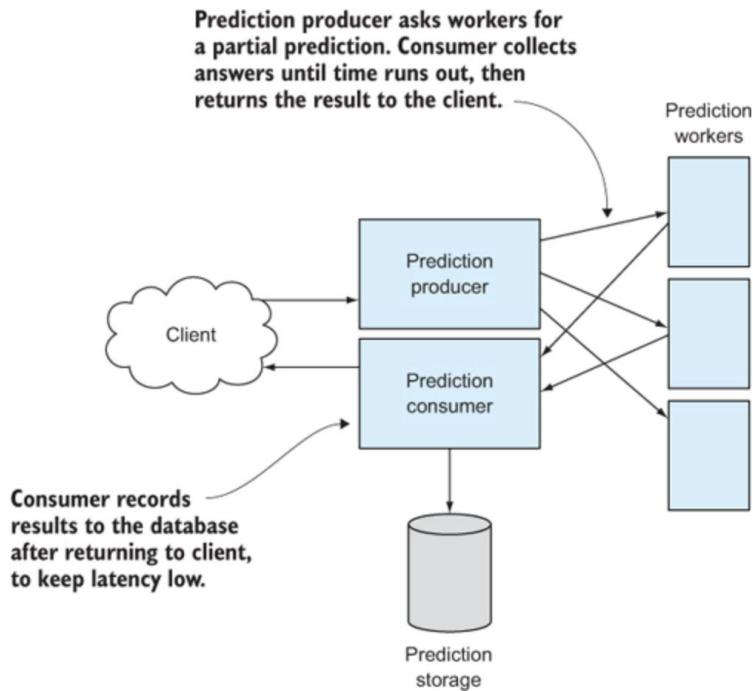 Prediction producer asks workers for
a partial prediction. Consumer collects
answers until time runs out, then
returns the result to the client.
Prediction
workers
Prediction
producer
Client
Prediction
consumer
Consumer records
results to the database
after returning to client,
to keep latency low.
Prediction
storage